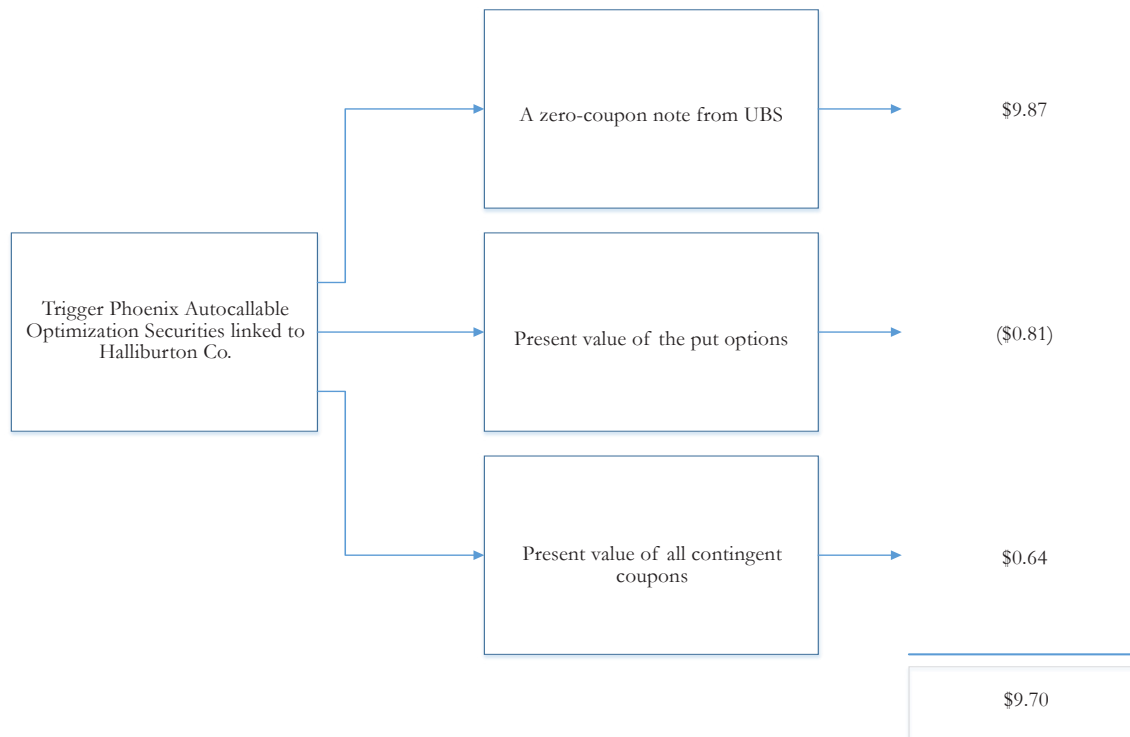 A zero-coupon note from UBS
$9.87
Trigger Phoenix Autocallable
Optimization Securities linked to
Halliburton Co.
Present value of the put options
($0.81)
Present value of all contingent
coupons
$0.64
$9.70